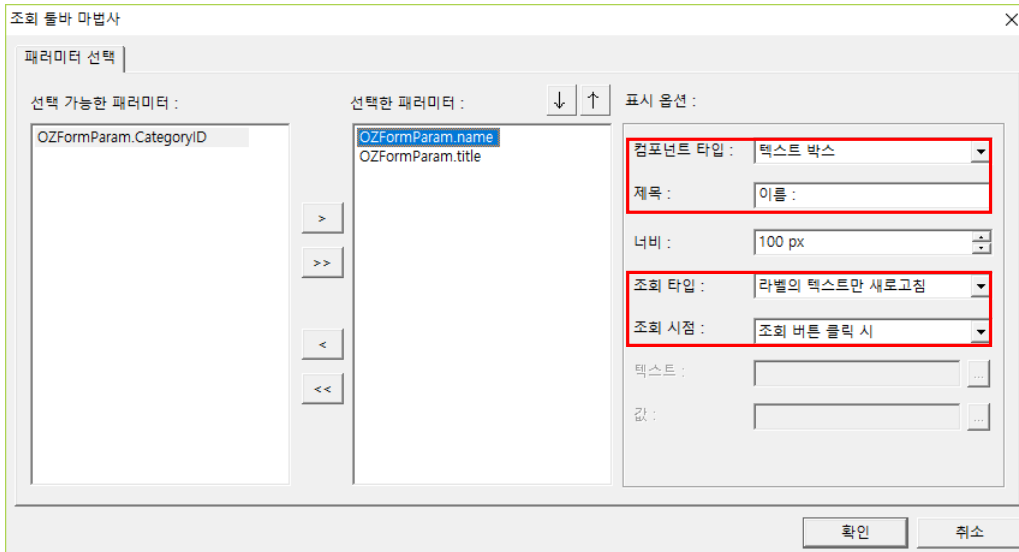 조회 툴바 마법사
패러미터 선택
선택 가능한 패러미터 :
OZFormParam.CategoryID
>
>>
<
<<
선택한 패러미터 :
↓ ↑
OZFormParam.name
OZFormParam.title
표시 옵션 :
컴포넌트 타입 : 텍스트 박스
제목 : 이름 :
너비 : 100 px
조회 타입 : 라벨의 텍스트만 새로고침
조회 시점 : 조회 버튼 클릭 시
텍스트 : ...
값 : ...
확인 취소